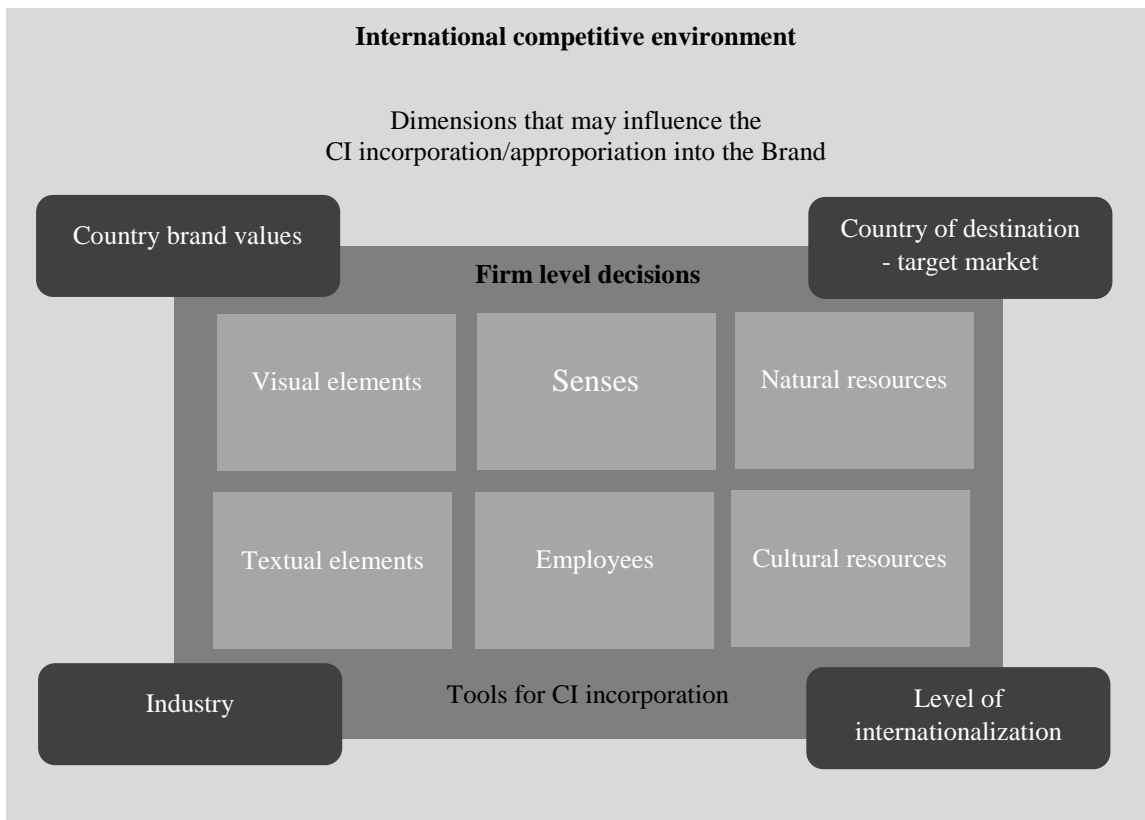 International competitive environment
Dimensions that may influence the
CI incorporation/approporiation into the Brand
Country brand values
Country of destination
- target market
Firm level decisions
Visual elements
Senses
Natural resources
Textual elements
Employees
Cultural resources
Industry
Tools for CI incorporation
Level of
internationalization